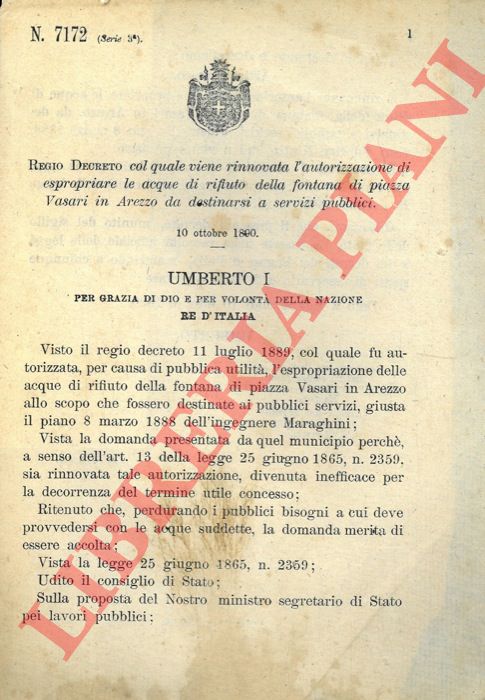 N. 7172 (Serie 3ª).
1
REGIO DECRETO col quale viene rinnovata l'autorizzazione di
espropriare le acque di rifiuto della fontana di piazza
Vasari in Arezzo da destinarsi a servizi pubblici.
10 ottobre 1890.
UMBERTO I
PER GRAZIA DI DIO E PER VOLONTÀ DELLA NAZIONE
RE D'ITALIA
Visto il regio decreto 11 luglio 1889, col quale fu au-
torizzata, per causa di pubblica utilità, l'espropriazione delle
acque di rifiuto della fontana di piazza Vasari in Arezzo
allo scopo che fossero destinate ai pubblici servizi, giusta
il piano 8 marzo 1888 dell'ingegnere Maraghini;
Vista la domanda presentata da quel municipio perchè,
a senso dell'art. 13 della legge 25 giugno 1865, n. 2359,
sia rinnovata tale autorizzazione, divenuta inefficace per
la decorrenza del termine utile concesso;
Ritenuto che, perdurando i pubblici bisogni a cui deve
provvedersi con le acque suddette, la domanda merita di
essere accolta;
Vista la legge 25 giugno 1865, n. 2359;
Udito il consiglio di Stato;
Sulla proposta del Nostro ministro segretario di Stato
pei lavori pubblici;
LIBRERIA PIANI